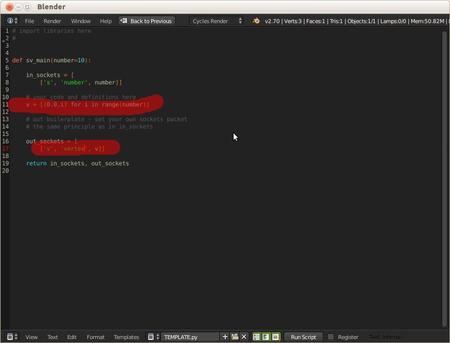 Blender
File Render Window Help Back to Previous Cycles Render v2.70 | Verts:3 | Faces:1 | Tris:1 | Objects:1/1 | Lamps:0/0 | Mem:50.82M
1 # import libraries here
2 #
3
4
5 def sv_main(number=10):
6
7 in_sockets = [
8 ['s', 'number', number]]
9
10 # your code and definitions here
11 v = [(0,0,i) for i in range(number)]
12
13 # out boilerplate - set your own sockets packet
14 # the same principle as in in_sockets
15
16 out_sockets = [
17 ['v', 'vertex', v]]
18
19 return in_sockets, out_sockets
20
View Text Edit Format Templates TEMPLATE.py Run Script Register